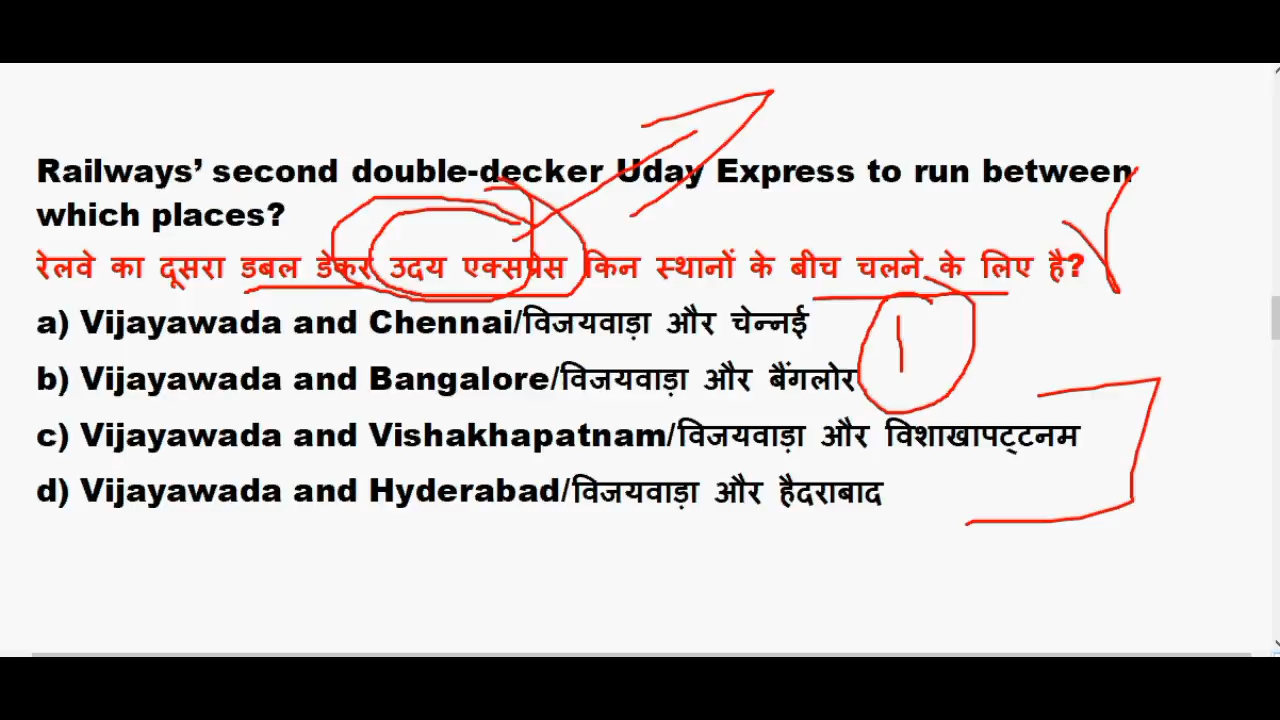 Railways’ second double-decker Uday Express to run between
which places?
रेलवे का दूसरा डबल डेकर उदय एक्सप्रेस किन स्थानों के बीच चलने के लिए है?
a) Vijayawada and Chennai/विजयवाड़ा और चेन्नई
b) Vijayawada and Bangalore/विजयवाड़ा और बैंगलोर
c) Vijayawada and Vishakhapatnam/विजयवाड़ा और विशाखापट्टनम
d) Vijayawada and Hyderabad/विजयवाड़ा और हैदराबाद